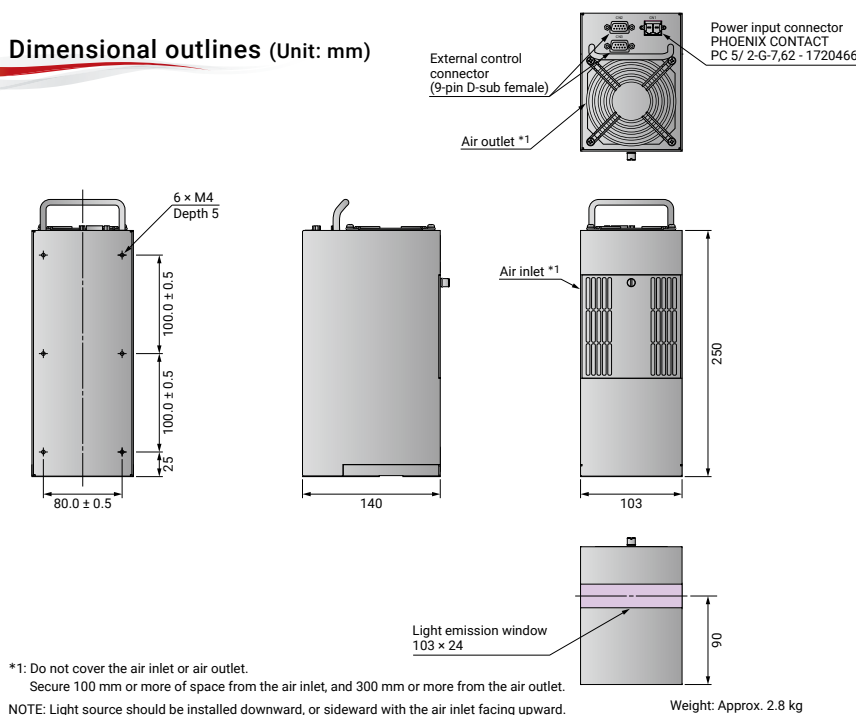 Dimensional outlines (Unit: mm)
External control
connector
(9-pin D-sub female)
Air outlet *1
Power input connector
PHOENIX CONTACT
PC 5/ 2-G-7,62 - 1720466
6 × M4
Depth 5
100.0 ± 0.5
100.0 ± 0.5
25
80.0 ± 0.5
140
Air inlet *1
250
103
Light emission window
103 × 24
90
*1: Do not cover the air inlet or air outlet.
Secure 100 mm or more of space from the air inlet, and 300 mm or more from the air outlet.
NOTE: Light source should be installed downward, or sideward with the air inlet facing upward.
Weight: Approx. 2.8 kg